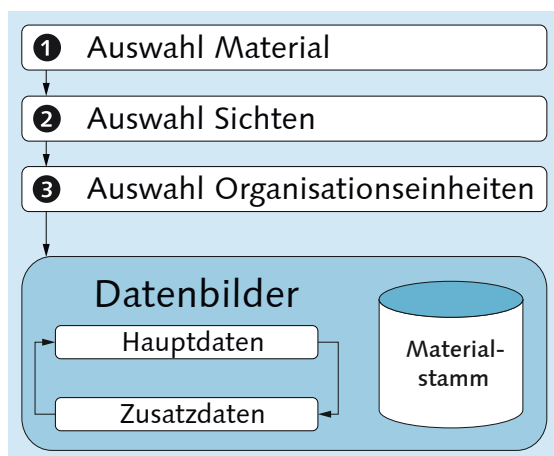 1 Auswahl Material
2 Auswahl Sichten
3 Auswahl Organisationseinheiten
Datenbilder
Hauptdaten
Zusatzdaten
Material-
stamm